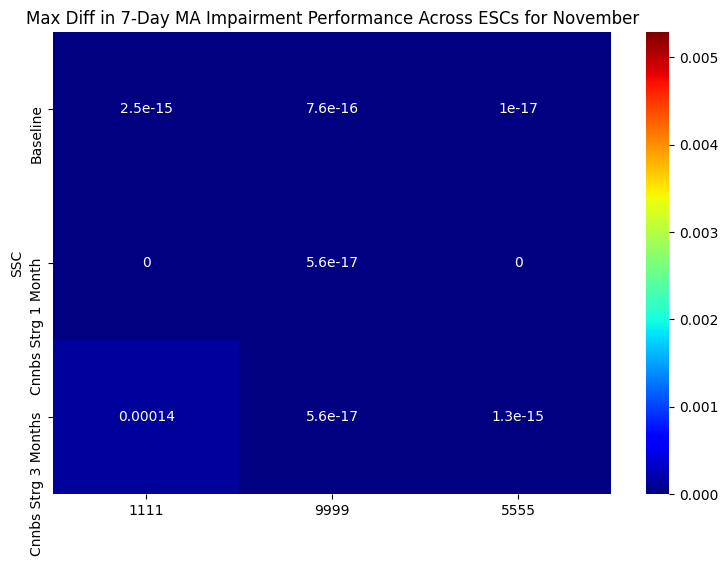 Max Diff in 7-Day MA Impairment Performance Across ESCs for November
SSC
Baseline
2.5e-15
7.6e-16
1e-17
Cnnbs Strg 1 Month
0
5.6e-17
0
Cnnbs Strg 3 Months
0.00014
5.6e-17
1.3e-15
1111
9999
5555
0.005
0.004
0.003
0.002
0.001
0.000